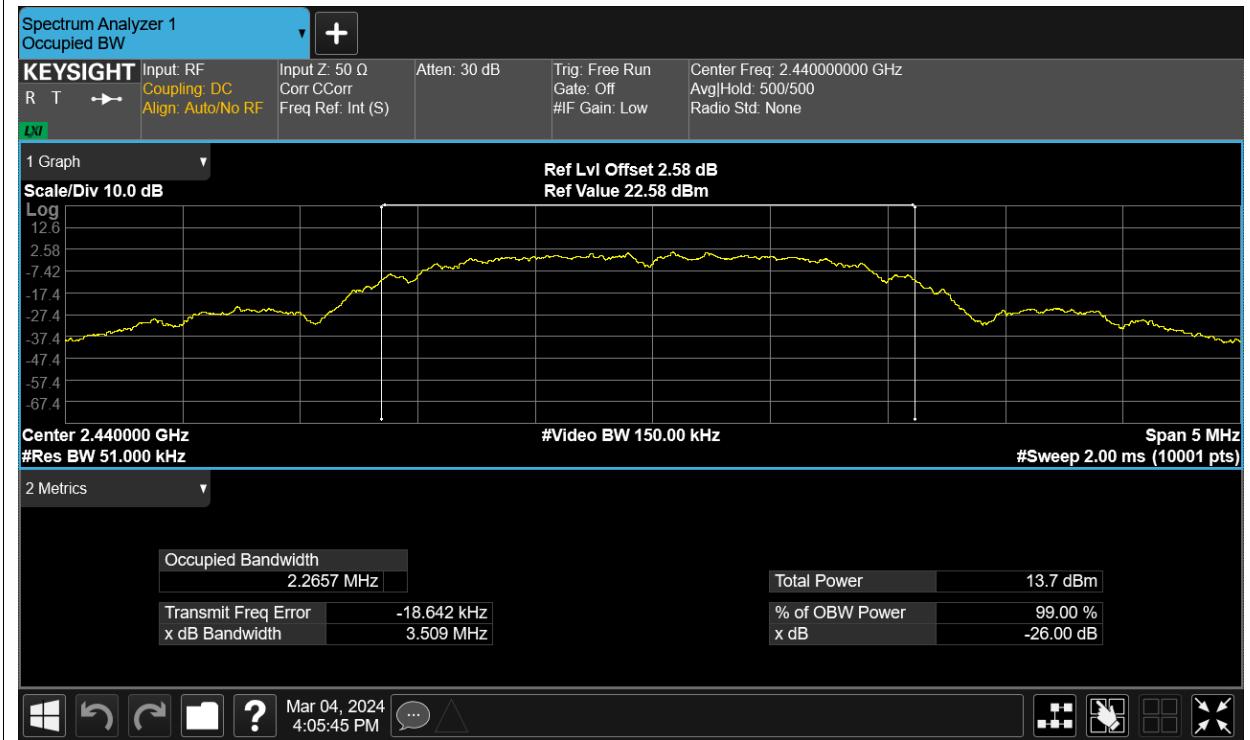 Spectrum Analyzer 1
Occupied BW
+
KEYSIGHT Input: RF Input Z: 50 Ω Atten: 30 dB Trig: Free Run Center Freq: 2.440000000 GHz
R T Coupling: DC Corr CCorr Gate: Off Avg|Hold: 500/500
Align: Auto/No RF Freq Ref: Int (S) #IF Gain: Low Radio Std: None
LXI
1 Graph
Ref Lvl Offset 2.58 dB
Scale/Div 10.0 dB Ref Value 22.58 dBm
Log
12.6
2.58
-7.42
-17.4
-27.4
-37.4
-47.4
-57.4
-67.4
Center 2.440000 GHz #Video BW 150.00 kHz Span 5 MHz
#Res BW 51.000 kHz #Sweep 2.00 ms (10001 pts)
2 Metrics
Occupied Bandwidth
2.2657 MHz Total Power 13.7 dBm
Transmit Freq Error -18.642 kHz % of OBW Power 99.00 %
x dB Bandwidth 3.509 MHz x dB -26.00 dB
? Mar 04, 2024
4:05:45 PM